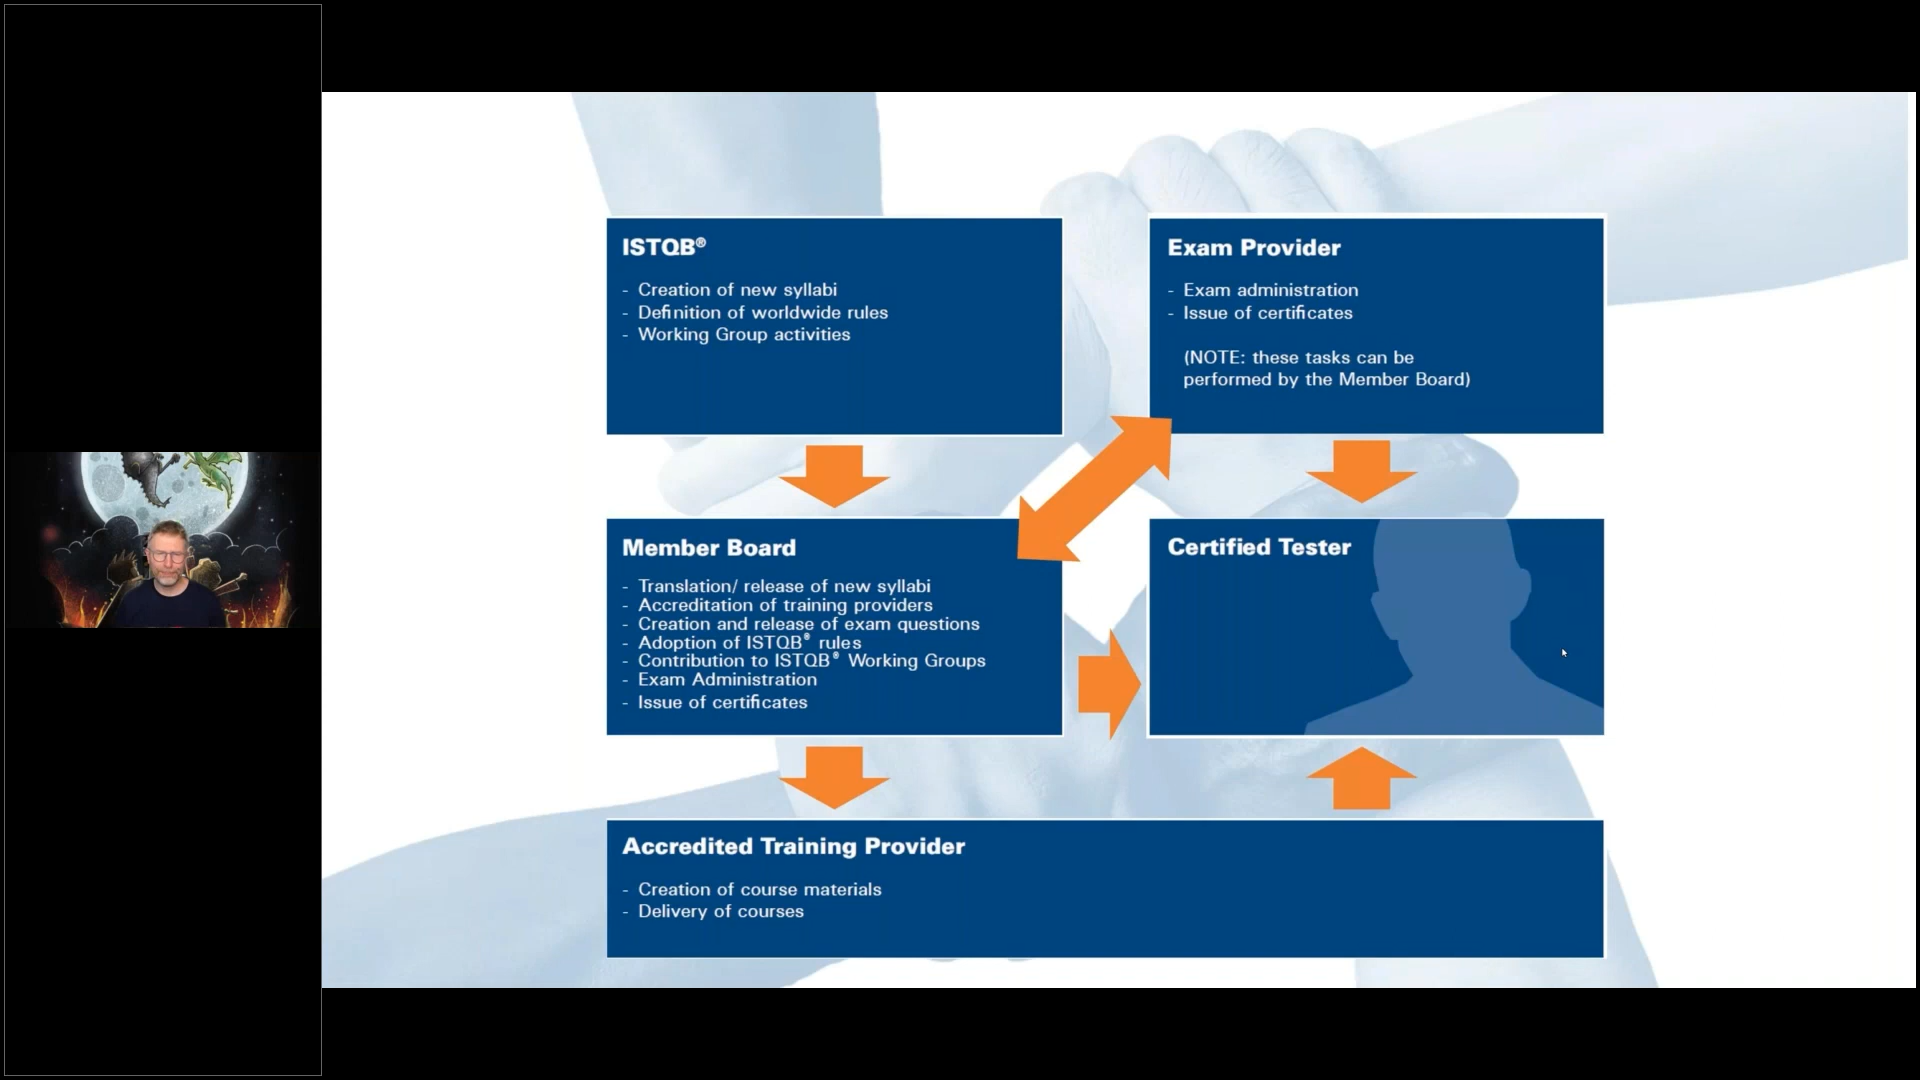 ISTQB®
- Creation of new syllabi
- Definition of worldwide rules
- Working Group activities
Exam Provider
- Exam administration
- Issue of certificates
(NOTE: these tasks can be
performed by the Member Board)
Member Board
- Translation/ release of new syllabi
- Accreditation of training providers
- Creation and release of exam questions
- Adoption of ISTQB® rules
- Contribution to ISTQB® Working Groups
- Exam Administration
- Issue of certificates
Certified Tester
Accredited Training Provider
- Creation of course materials
- Delivery of courses